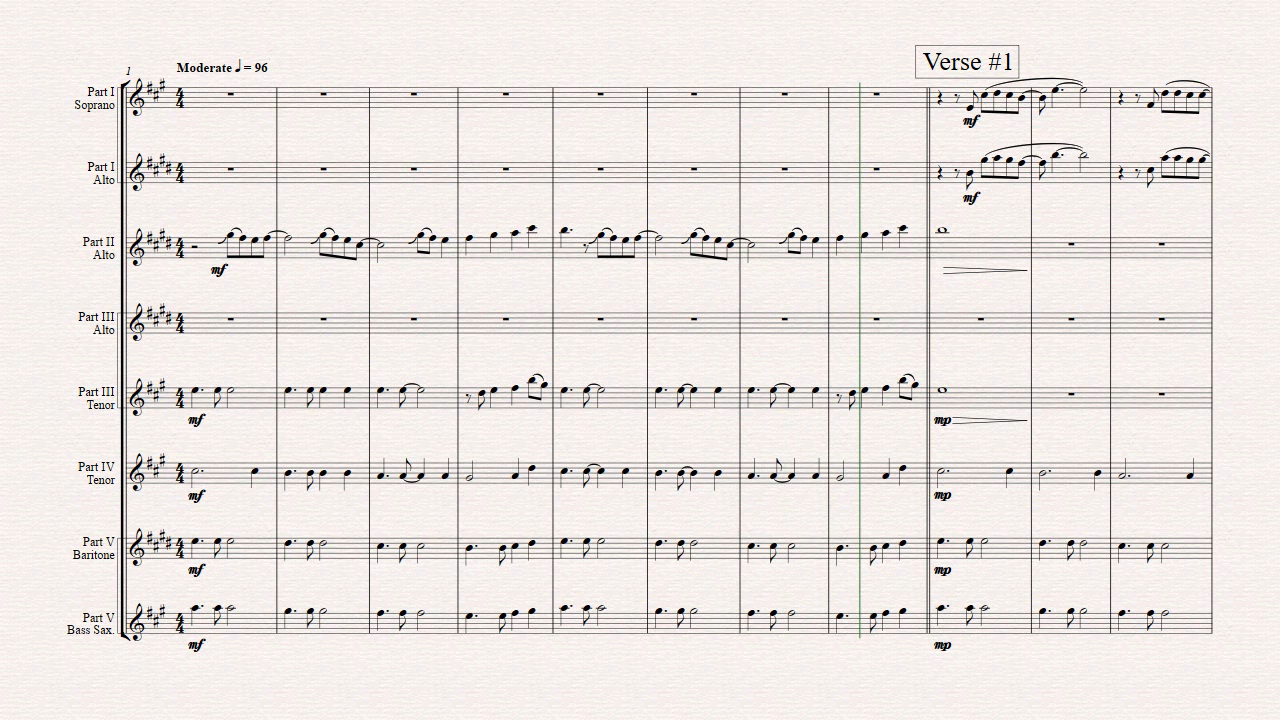 Verse #1
1
Moderate ♩= 96
Part I
Soprano
mf
Part I
Alto
mf
Part II
Alto
mf
Part III
Alto
Part III
Tenor
mf
mp
Part IV
Tenor
mf
mp
Part V
Baritone
mf
mp
Part V
Bass Sax.
mf
mp